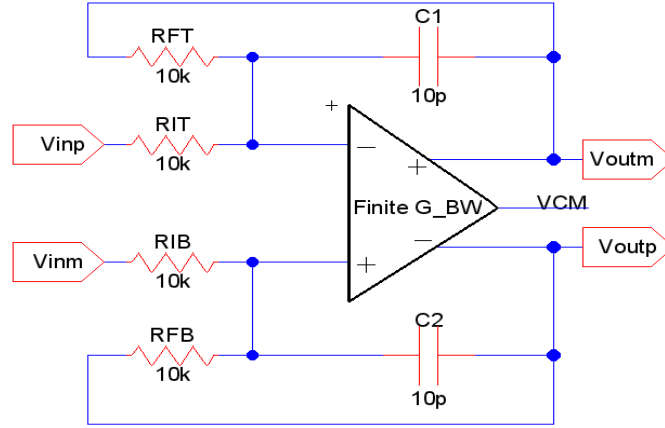 RFT
10k
C1
10p
+
Vinp
RIT
10k
−
+
Voutm
Finite G_BW
VCM
Vinm
RIB
10k
+
−
Voutp
RFB
10k
C2
10p